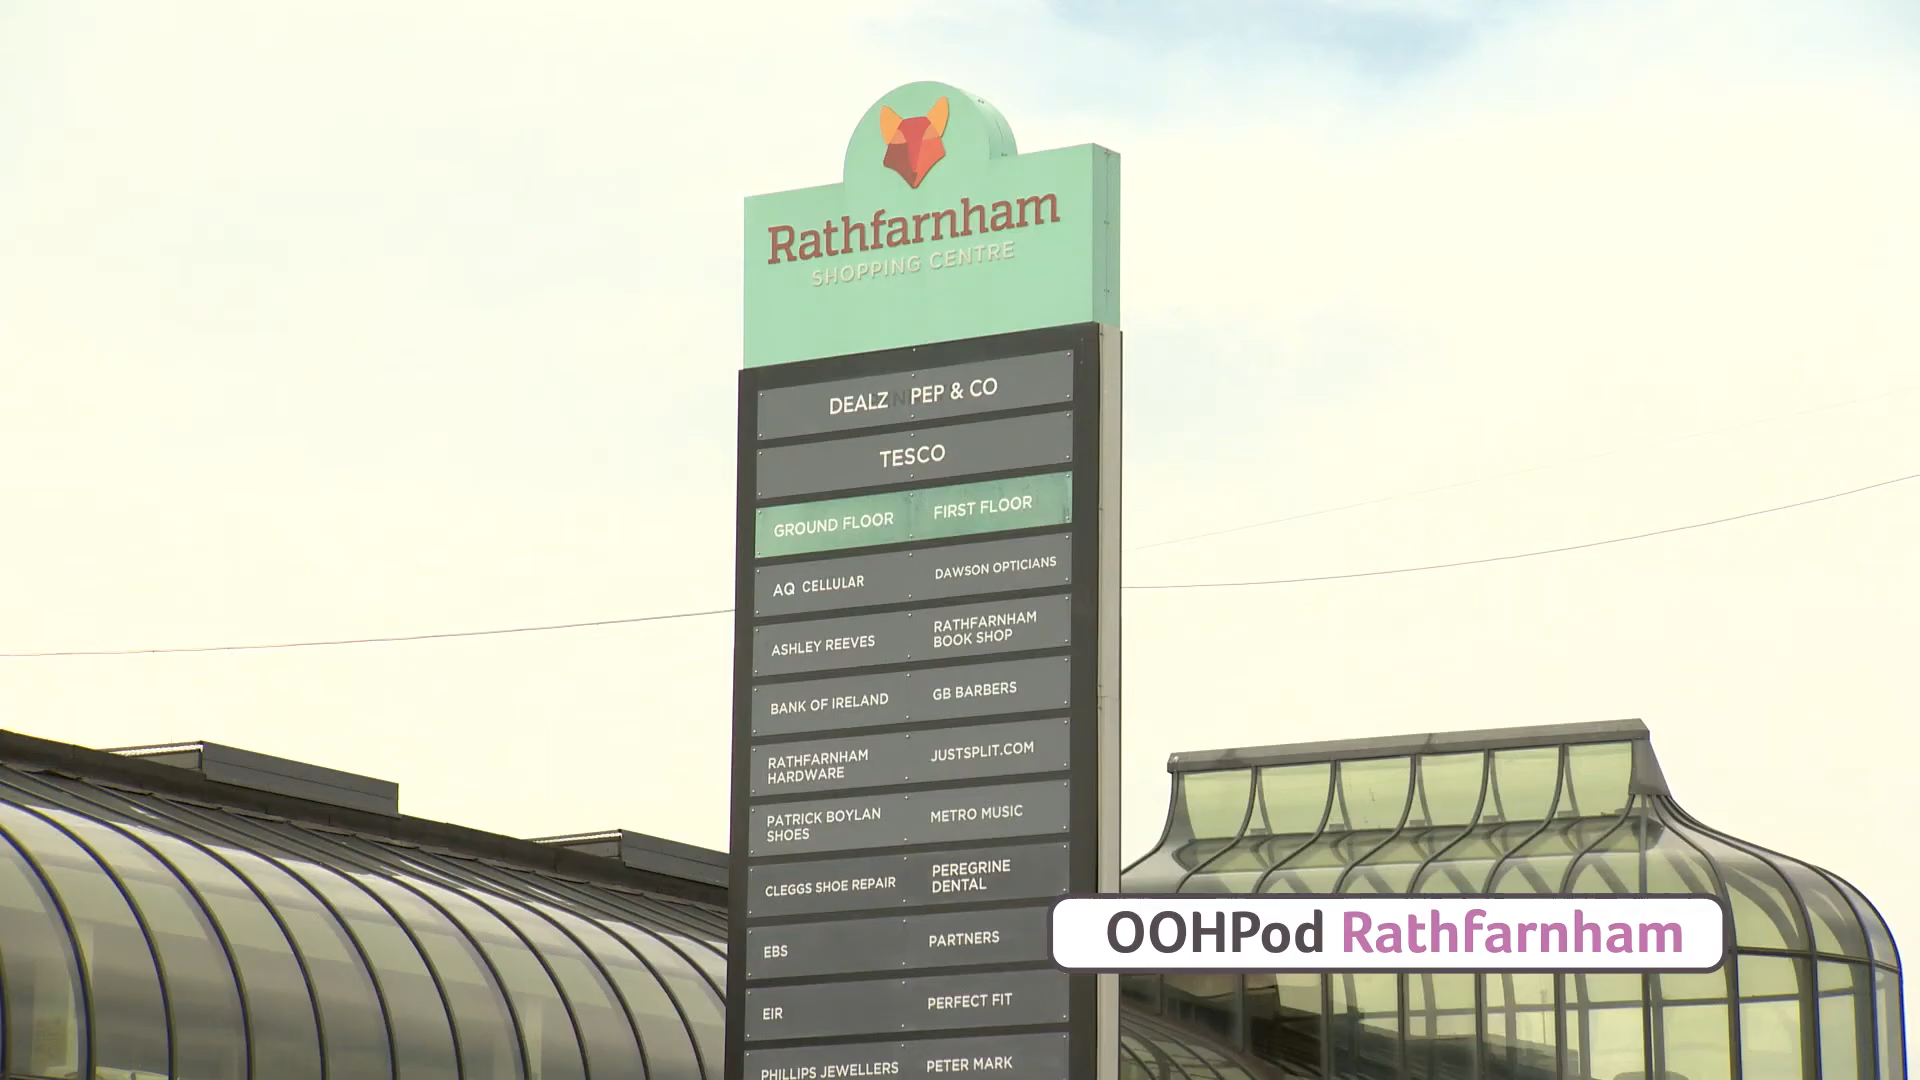 Rathfarnham
SHOPPING CENTRE
DEALZ PEP & CO
TESCO
GROUND FLOOR FIRST FLOOR
AQ CELLULAR DAWSON OPTICIANS
ASHLEY REEVES
RATHFARNHAM
BOOK SHOP
BANK OF IRELAND GB BARBERS
RATHFARNHAM
HARDWARE
JUSTSPLIT.COM
PATRICK BOYLAN
SHOES
METRO MUSIC
CLEGGS SHOE REPAIR
PEREGRINE
DENTAL
EBS PARTNERS
EIR PERFECT FIT
PHILLIPS JEWELLERS PETER MARK
OOHPod Rathfarnham